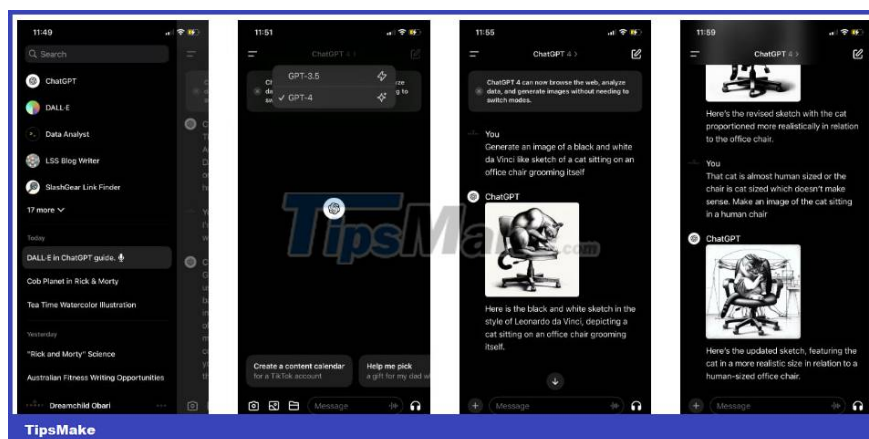 11:49
Search
ChatGPT
DALL·E
Data Analyst
LSS Blog Writer
SlashGear Link Finder
17 more
Today
DALL·E in ChatGPT guide.
Cob Planet in Rick & Morty
Tea Time Watercolor Illustration
Yesterday
"Rick and Morty" Science
Australian Fitness Writing Opportunities
Dreamchild Obari
11:51
ChatGPT 4 >
GPT-3.5
GPT-4
Create a content calendar
for a TikTok account
Help me pick
a gift for my dad
Message
11:55
ChatGPT 4 >
ChatGPT 4 can now browse the web, analyze
data, and generate images without needing to
switch modes.
You
Generate an image of a black and white
da Vinci like sketch of a cat sitting on an
office chair grooming itself
ChatGPT
Here is the black and white sketch in the
style of Leonardo da Vinci, depicting a
cat sitting on an office chair grooming
itself.
Message
11:59
ChatGPT 4 >
Here's the revised sketch with the cat
proportioned more realistically in relation
to the office chair.
You
That cat is almost human sized or the
chair is cat sized which doesn't make
sense. Make an image of the cat sitting
in a human chair
ChatGPT
Here's the updated sketch, featuring the
cat in a more realistic size in relation to a
human-sized office chair.
Message
TipsMake.com
TipsMake